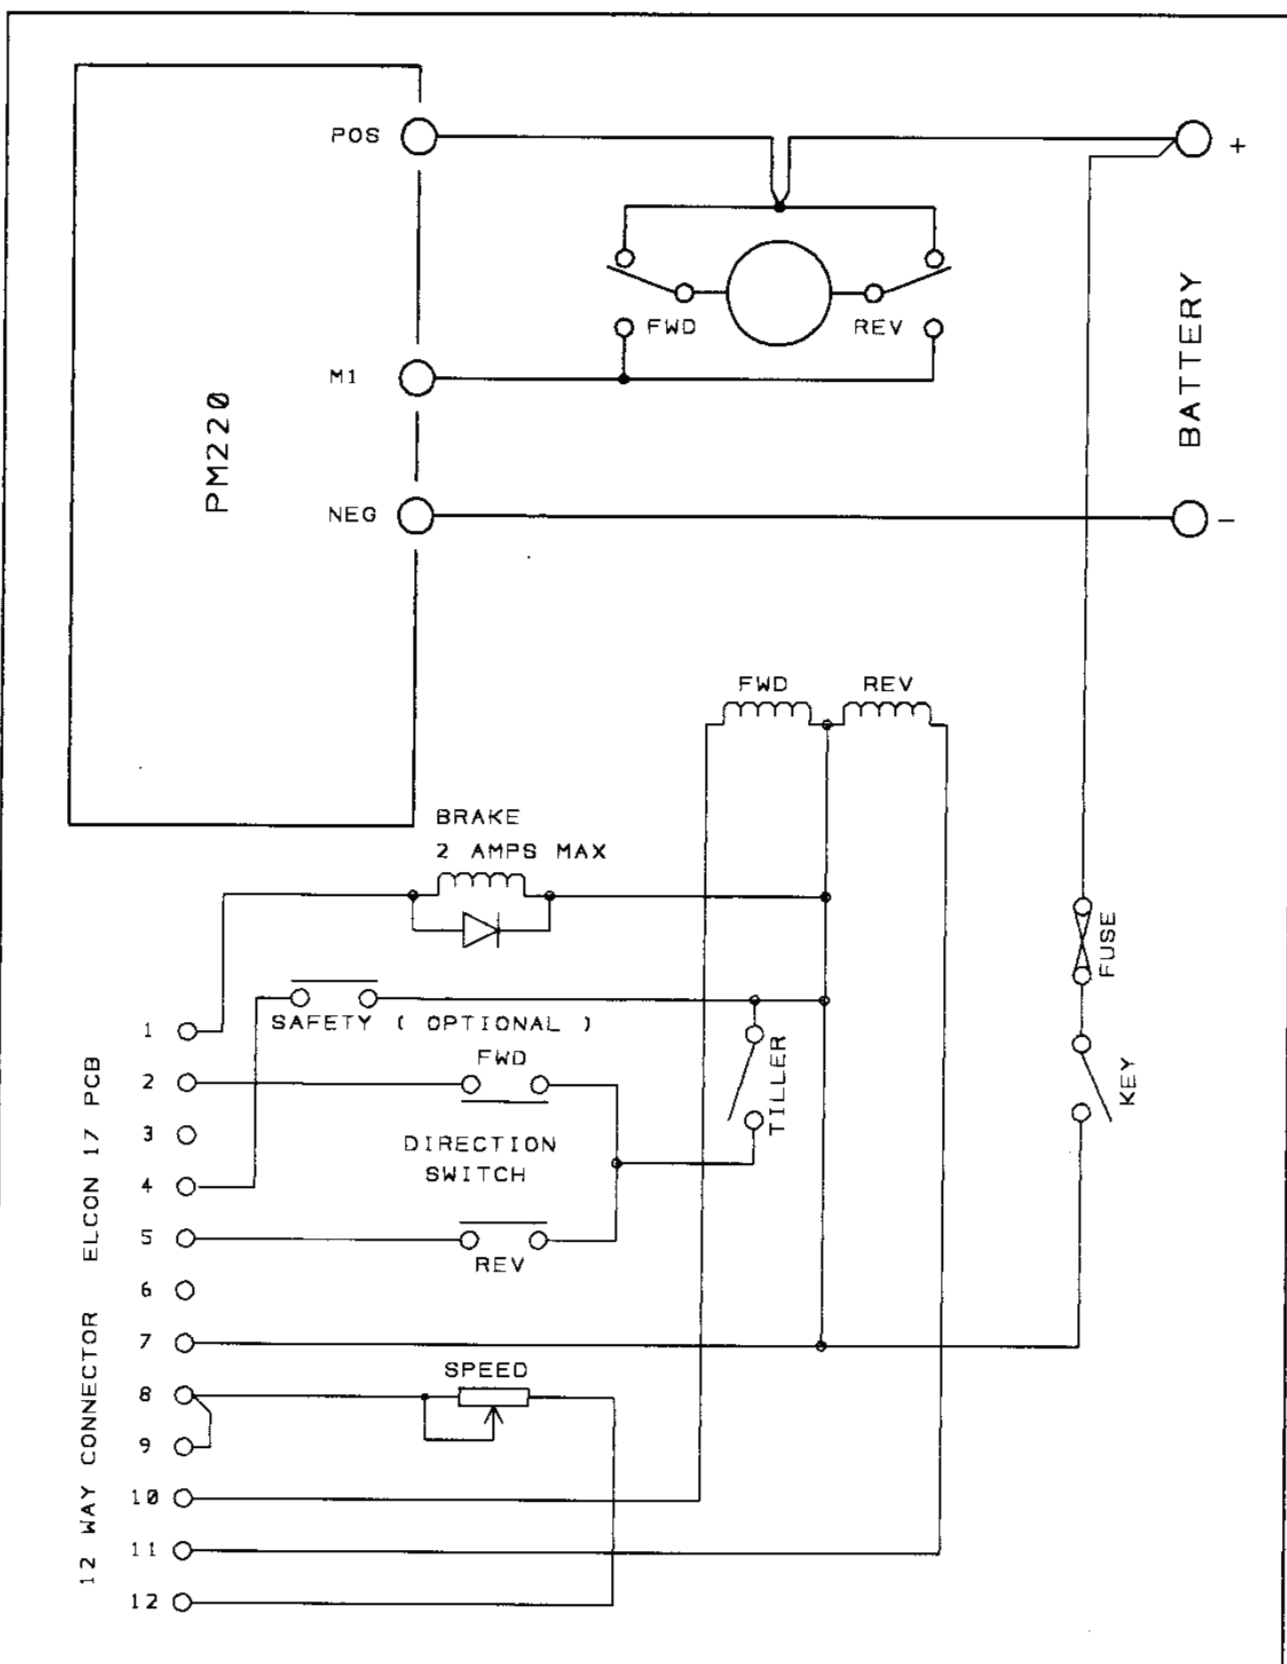 POS
+
FWD
REV
M1
PM220
BATTERY
NEG
-
FWD
REV
BRAKE
2 AMPS MAX
FUSE
SAFETY ( OPTIONAL )
TILLER
KEY
FWD
DIRECTION
SWITCH
REV
SPEED
12 WAY CONNECTOR ELCON 17 PCB
1
2
3
4
5
6
7
8
9
10
11
12